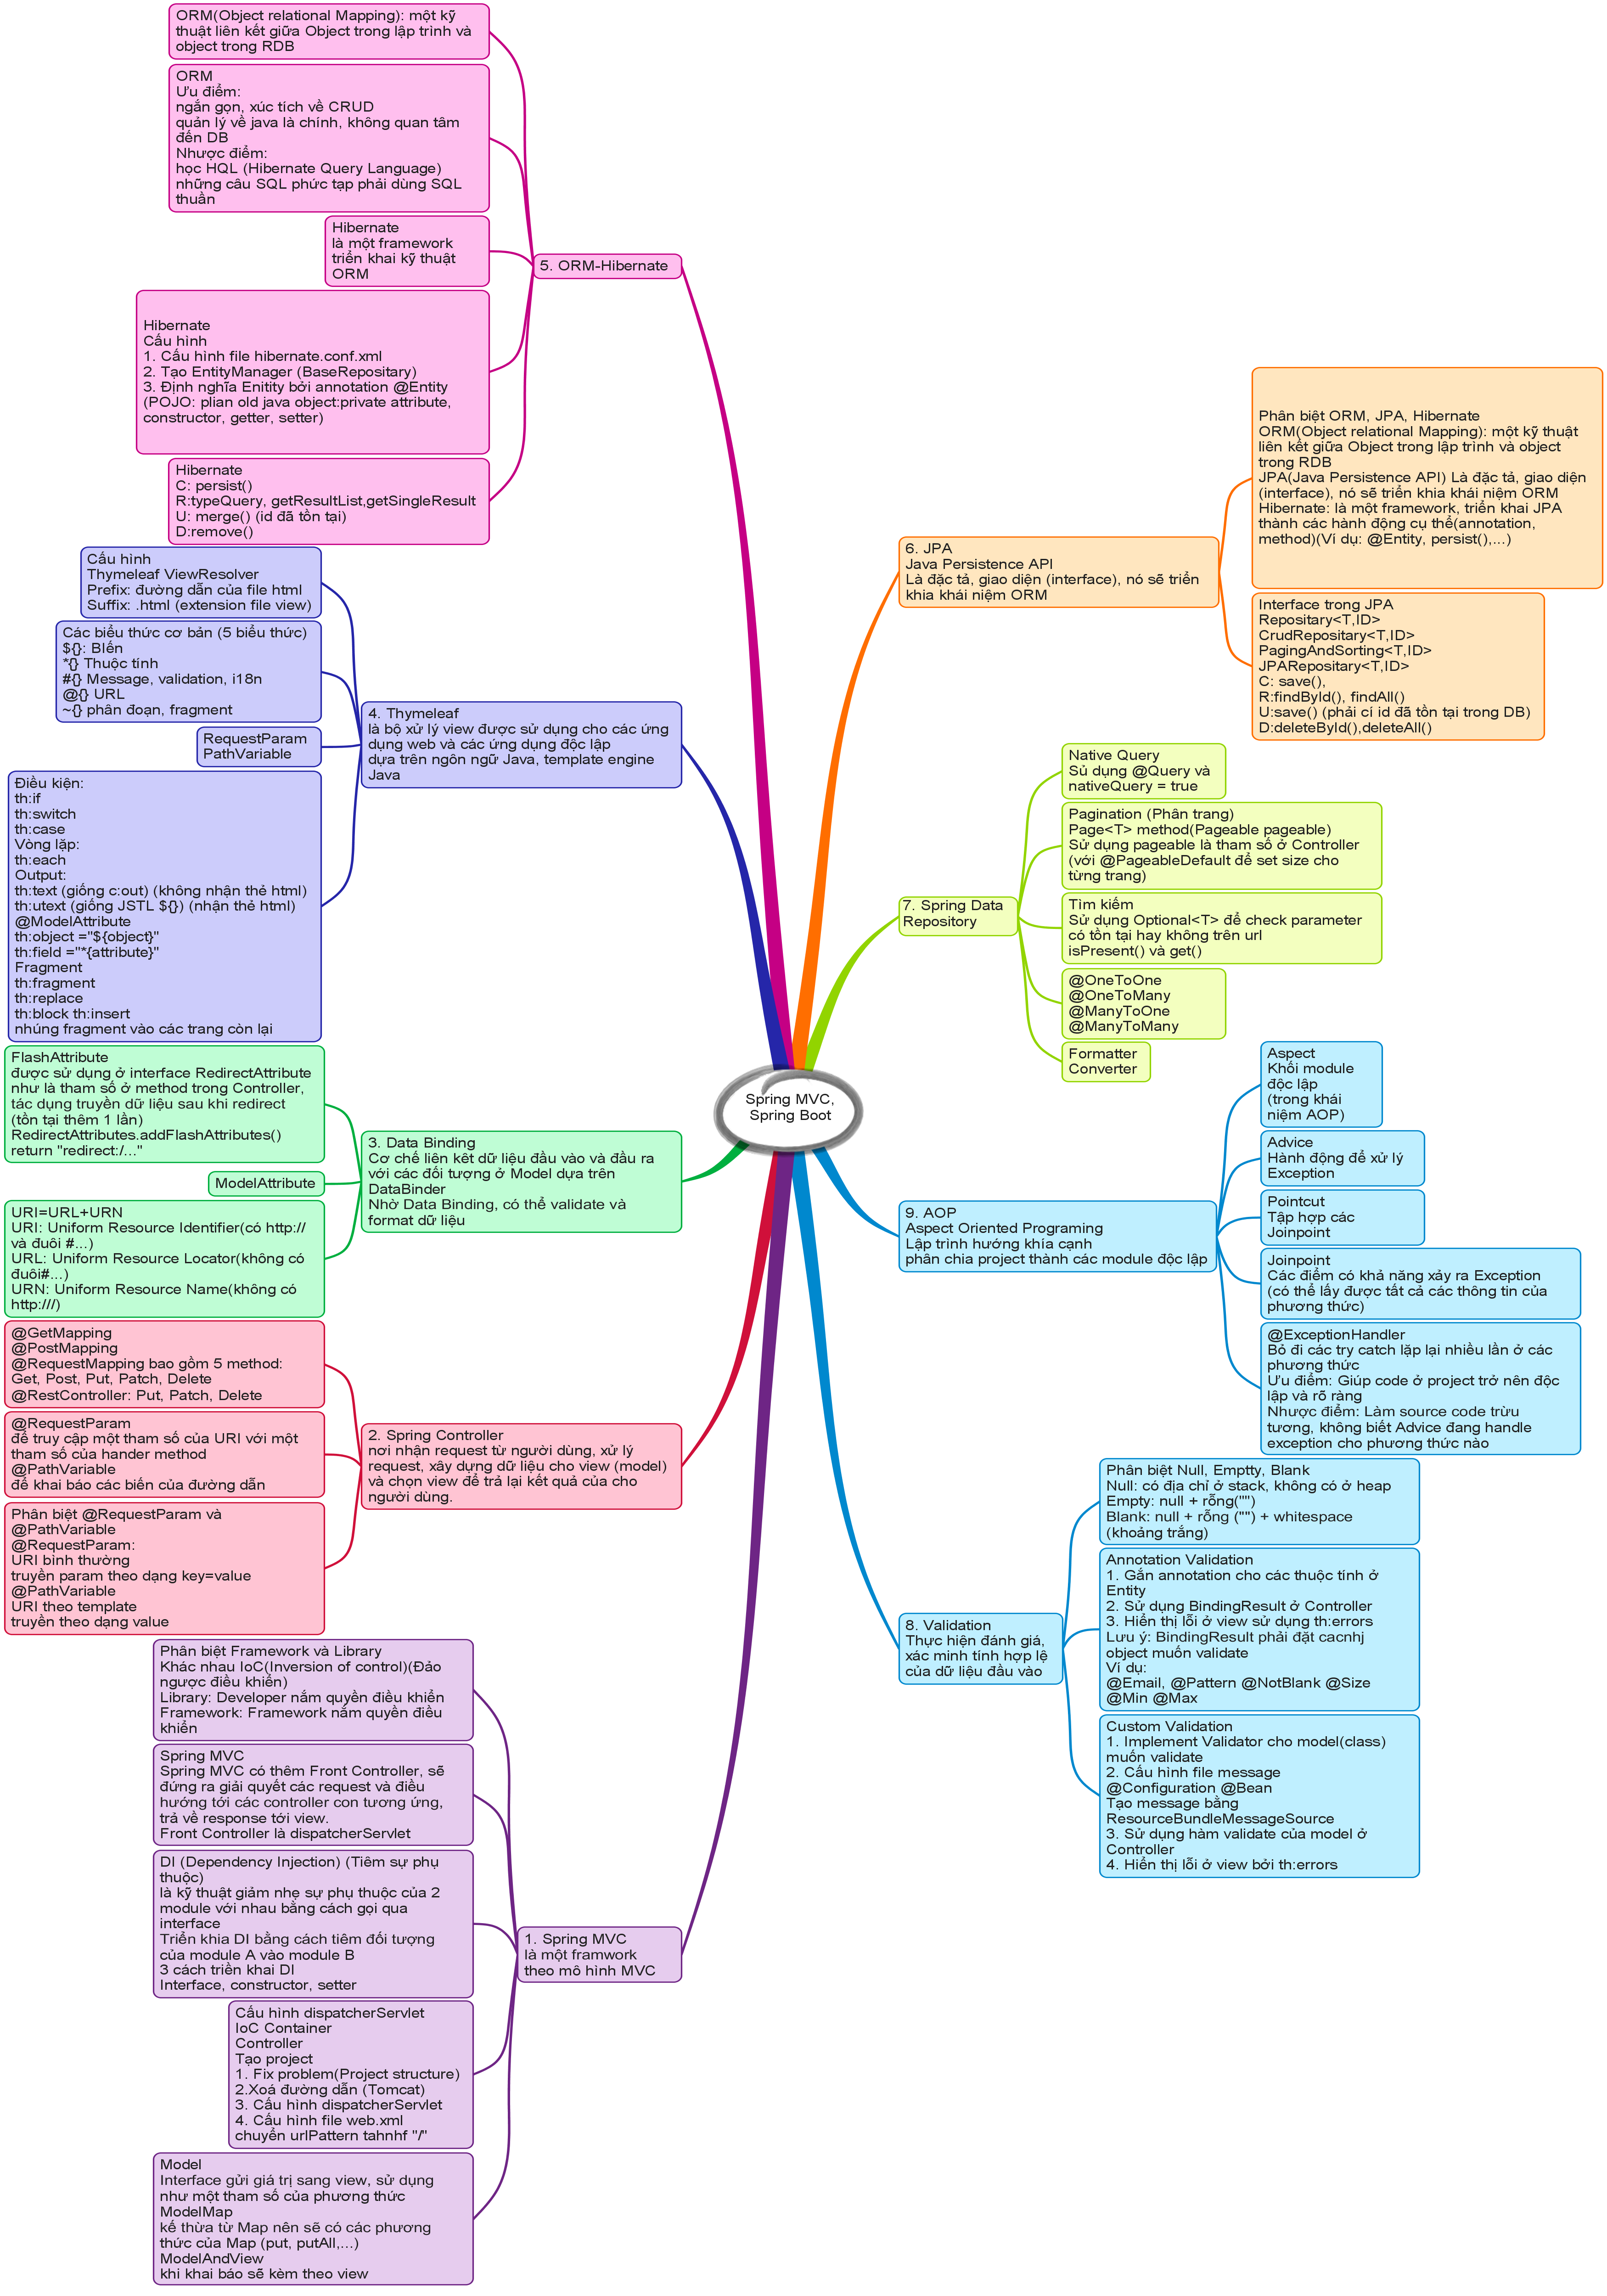 Spring MVC,
Spring Boot
1. Spring MVC
là một framwork
theo mô hình MVC
Phân biệt Framework và Library
Khác nhau IoC(Inversion of control)(Đảo
ngược điều khiển)
Library: Developer nắm quyền điều khiển
Framework: Framework nắm quyền điều
khiển
Spring MVC
Spring MVC có thêm Front Controller, sẽ
đứng ra giải quyết các request và điều
hướng tới các controller con tương ứng,
trả về response tới view.
Front Controller là dispatcherServlet
DI (Dependency Injection) (Tiêm sự phụ
thuộc)
là kỹ thuật giảm nhẹ sự phụ thuộc của 2
module với nhau bằng cách gọi qua
interface
Triển khia DI bằng cách tiêm đối tượng
của module A vào module B
3 cách triển khai DI
Interface, constructor, setter
Cấu hình dispatcherServlet
IoC Container
Controller
Tạo project
1. Fix problem(Project structure)
2.Xoá đường dẫn (Tomcat)
3. Cấu hình dispatcherServlet
4. Cấu hình file web.xml
chuyển urlPattern tahnhf "/"
Model
Interface gửi giá trị sang view, sử dụng
như một tham số của phương thức
ModelMap
kế thừa từ Map nên sẽ có các phương
thức của Map (put, putAll,...)
ModelAndView
khi khai báo sẽ kèm theo view
2. Spring Controller
nơi nhận request từ người dùng, xử lý
request, xây dựng dữ liệu cho view (model)
và chọn view để trả lại kết quả của cho
người dùng.
@GetMapping
@PostMapping
@RequestMapping bao gồm 5 method:
Get, Post, Put, Patch, Delete
@RestController: Put, Patch, Delete
@RequestParam
để truy cập một tham số của URI với một
tham số của hander method
@PathVariable
để khai báo các biến của đường dẫn
Phân biệt @RequestParam và
@PathVariable
@RequestParam:
URI bình thường
truyền param theo dạng key=value
@PathVariable
URI theo template
truyền theo dạng value
3. Data Binding
Cơ chế liên kêt dữ liệu đầu vào và đầu ra
với các đối tượng ở Model dựa trên
DataBinder
Nhờ Data Binding, có thể validate và
format dữ liệu
FlashAttribute
được sử dụng ở interface RedirectAttribute
như là tham số ở method trong Controller,
tác dụng truyền dữ liệu sau khi redirect
(tồn tại thêm 1 lần)
RedirectAttributes.addFlashAttributes()
return "redirect:/..."
ModelAttribute
URI=URL+URN
URI: Uniform Resource Identifier(có http://
và đuôi #...)
URL: Uniform Resource Locator(không có
đuôi#...)
URN: Uniform Resource Name(không có
http:///)
4. Thymeleaf
là bộ xử lý view được sử dụng cho các ứng
dụng web và các ứng dụng độc lập
dựa trên ngôn ngữ Java, template engine
Java
Cấu hình
Thymeleaf ViewResolver
Prefix: đường dẫn của file html
Suffix: .html (extension file view)
Các biểu thức cơ bản (5 biểu thức)
${}: BIến
*{} Thuộc tính
#{} Message, validation, i18n
@{} URL
~{} phân đoạn, fragment
RequestParam
PathVariable
Điều kiện:
th:if
th:switch
th:case
Vòng lặp:
th:each
Output:
th:text (giống c:out) (không nhận thẻ html)
th:utext (giống JSTL ${}) (nhận thẻ html)
@ModelAttribute
th:object ="${object}"
th:field ="*{attribute}"
Fragment
th:fragment
th:replace
th:block th:insert
nhúng fragment vào các trang còn lại
5. ORM-Hibernate
ORM(Object relational Mapping): một kỹ
thuật liên kết giữa Object trong lập trình và
object trong RDB
ORM
Ưu điểm:
ngắn gọn, xúc tích về CRUD
quản lý về java là chính, không quan tâm
đến DB
Nhược điểm:
học HQL (Hibernate Query Language)
những câu SQL phức tạp phải dùng SQL
thuần
Hibernate
là một framework
triển khai kỹ thuật
ORM
Hibernate
Cấu hình
1. Cấu hình file hibernate.conf.xml
2. Tạo EntityManager (BaseRepositary)
3. Định nghĩa Enitity bởi annotation @Entity
(POJO: plian old java object:private attribute,
constructor, getter, setter)
Hibernate
C: persist()
R:typeQuery, getResultList,getSingleResult
U: merge() (id đã tồn tại)
D:remove()
6. JPA
Java Persistence API
Là đặc tả, giao diện (interface), nó sẽ triển
khia khái niệm ORM
Phân biệt ORM, JPA, Hibernate
ORM(Object relational Mapping): một kỹ thuật
liên kết giữa Object trong lập trình và object
trong RDB
JPA(Java Persistence API) Là đặc tả, giao diện
(interface), nó sẽ triển khia khái niệm ORM
Hibernate: là một framework, triển khai JPA
thành các hành động cụ thể(annotation,
method)(Ví dụ: @Entity, persist(),...)
Interface trong JPA
Repositary<T,ID>
CrudRepositary<T,ID>
PagingAndSorting<T,ID>
JPARepositary<T,ID>
C: save(),
R:findById(), findAll()
U:save() (phải cí id đã tồn tại trong DB)
D:deleteById(),deleteAll()
7. Spring Data
Repository
Native Query
Sủ dụng @Query và
nativeQuery = true
Pagination (Phân trang)
Page<T> method(Pageable pageable)
Sử dụng pageable là tham số ở Controller
(với @PageableDefault để set size cho
từng trang)
Tìm kiếm
Sử dụng Optional<T> để check parameter
có tồn tại hay không trên url
isPresent() và get()
@OneToOne
@OneToMany
@ManyToOne
@ManyToMany
Formatter
Converter
9. AOP
Aspect Oriented Programing
Lập trình hướng khía cạnh
phân chia project thành các module độc lập
Aspect
Khối module
độc lập
(trong khái
niệm AOP)
Advice
Hành động để xử lý
Exception
Pointcut
Tập hợp các
Joinpoint
Joinpoint
Các điểm có khả năng xảy ra Exception
(có thể lấy được tất cả các thông tin của
phương thức)
@ExceptionHandler
Bỏ đi các try catch lặp lại nhiều lần ở các
phương thức
Ưu điểm: Giúp code ở project trở nên độc
lập và rõ ràng
Nhược điểm: Làm source code trừu
tương, không biết Advice đang handle
exception cho phương thức nào
8. Validation
Thực hiện đánh giá,
xác minh tính hợp lệ
của dữ liệu đầu vào
Phân biệt Null, Emptty, Blank
Null: có địa chỉ ở stack, không có ở heap
Empty: null + rỗng("")
Blank: null + rỗng ("") + whitespace
(khoảng trắng)
Annotation Validation
1. Gắn annotation cho các thuộc tính ở
Entity
2. Sử dụng BindingResult ở Controller
3. Hiển thị lỗi ở view sử dụng th:errors
Lưu ý: BindingResult phải đặt cacnhj
object muốn validate
Ví dụ:
@Email, @Pattern @NotBlank @Size
@Min @Max
Custom Validation
1. Implement Validator cho model(class)
muốn validate
2. Cấu hình file message
@Configuration @Bean
Tạo message bằng
ResourceBundleMessageSource
3. Sử dụng hàm validate của model ở
Controller
4. Hiển thị lỗi ở view bởi th:errors